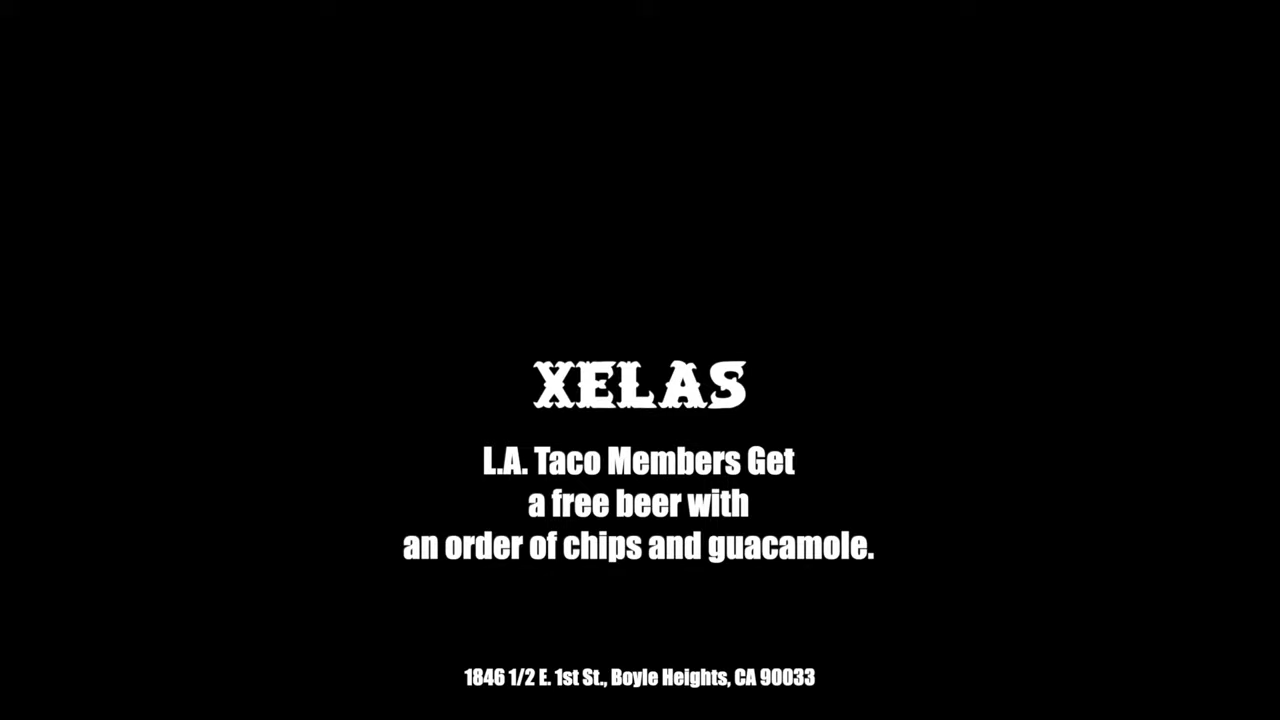 XELAS
L.A. Taco Members Get
a free beer with
an order of chips and guacamole.
1846 1/2 E. 1st St., Boyle Heights, CA 90033